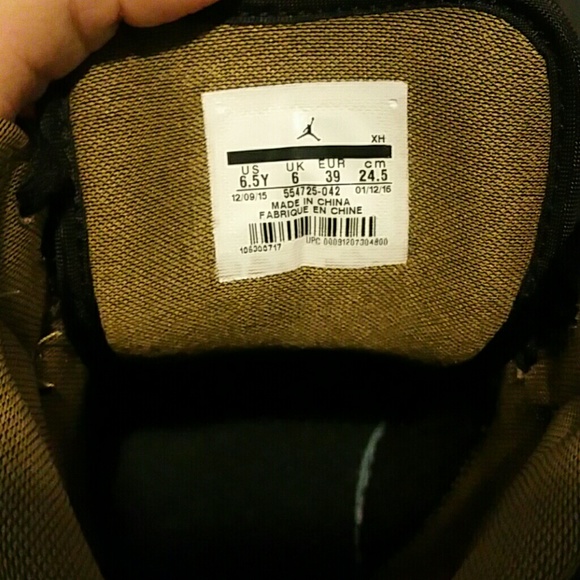 XH
US UK EUR cm
6.5Y 6 39 24.5
12/09/15 554725-042 01/12/16
MADE IN CHINA
FABRIQUE EN CHINE
106300717 UPC 00091207304800